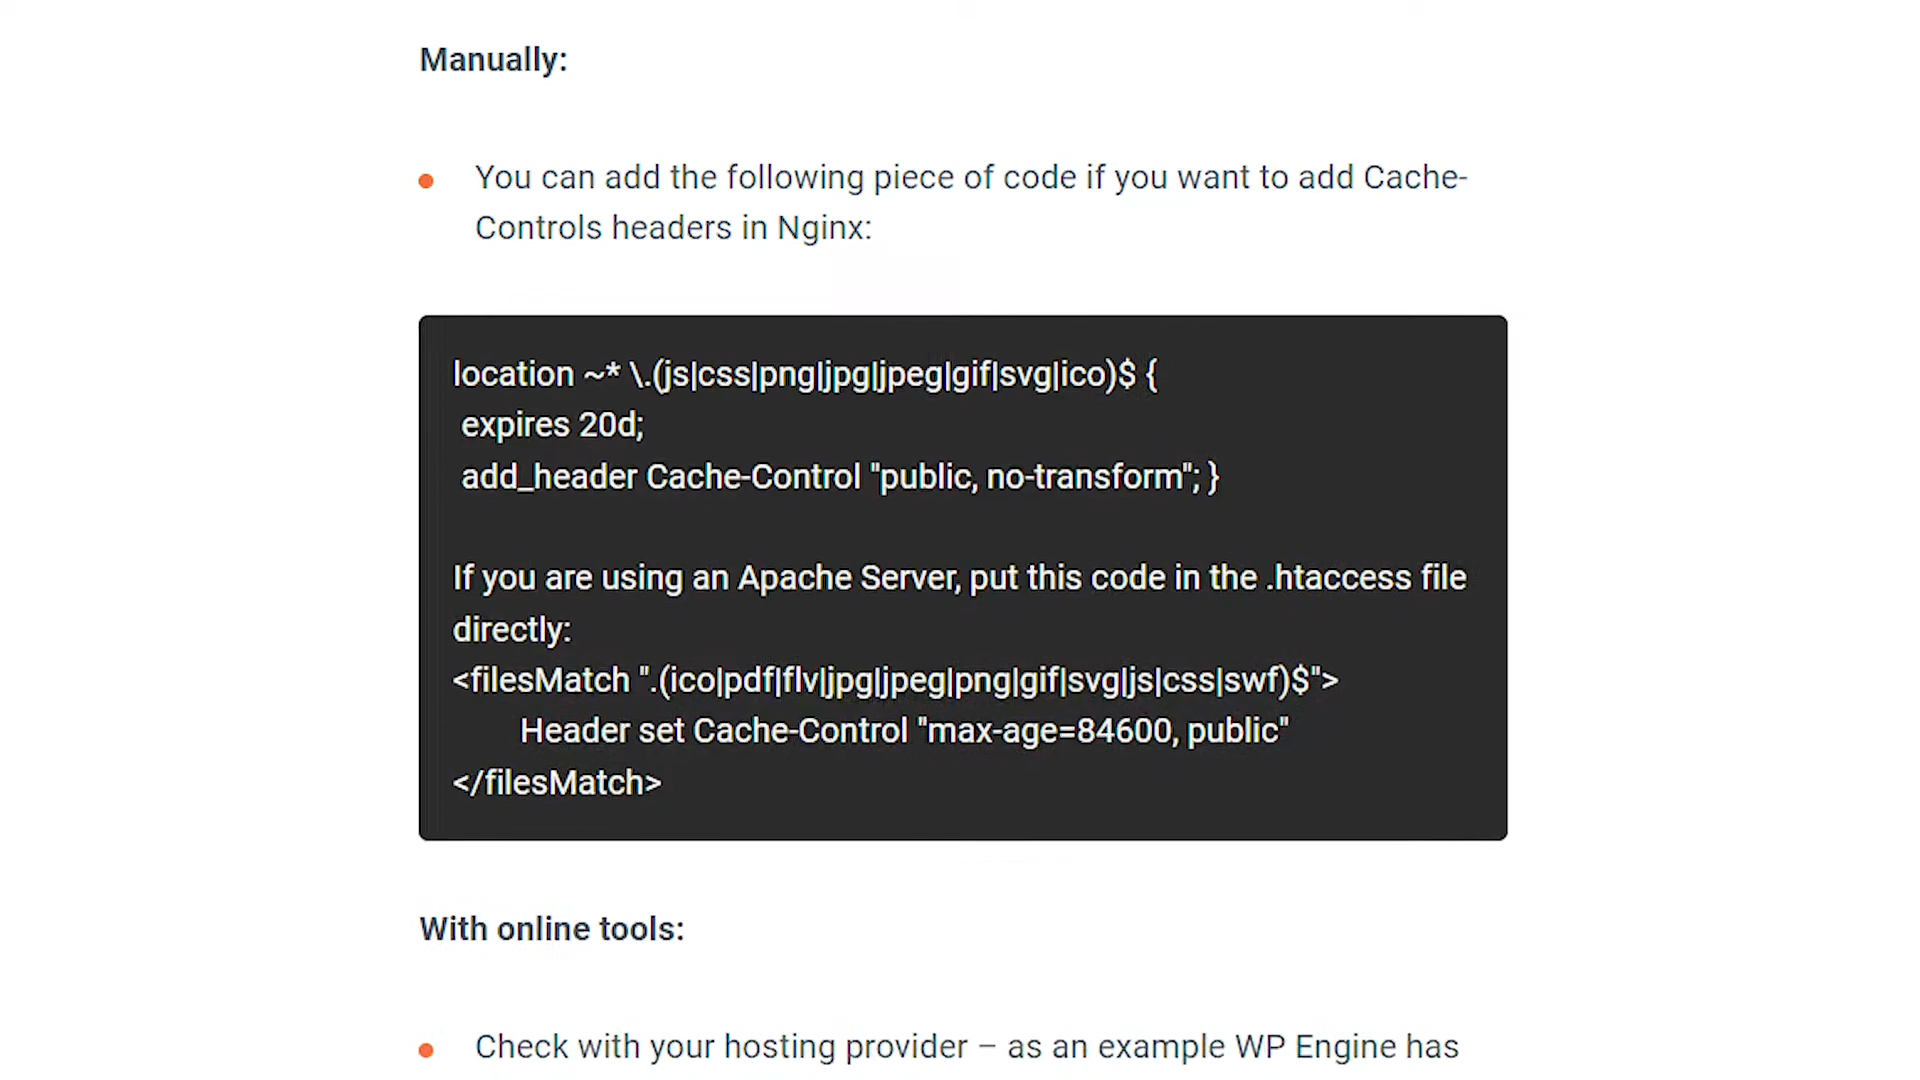 Manually:
You can add the following piece of code if you want to add Cache-
Controls headers in Nginx:
location ~* \.(js|css|png|jpg|jpeg|gif|svg|ico)$ {
expires 20d;
add_header Cache-Control "public, no-transform"; }
If you are using an Apache Server, put this code in the .htaccess file
directly:
<filesMatch ".(ico|pdf|flv|jpg|jpeg|png|gif|svg|js|css|swf)$">
Header set Cache-Control "max-age=84600, public"
</filesMatch>
With online tools:
Check with your hosting provider – as an example WP Engine has